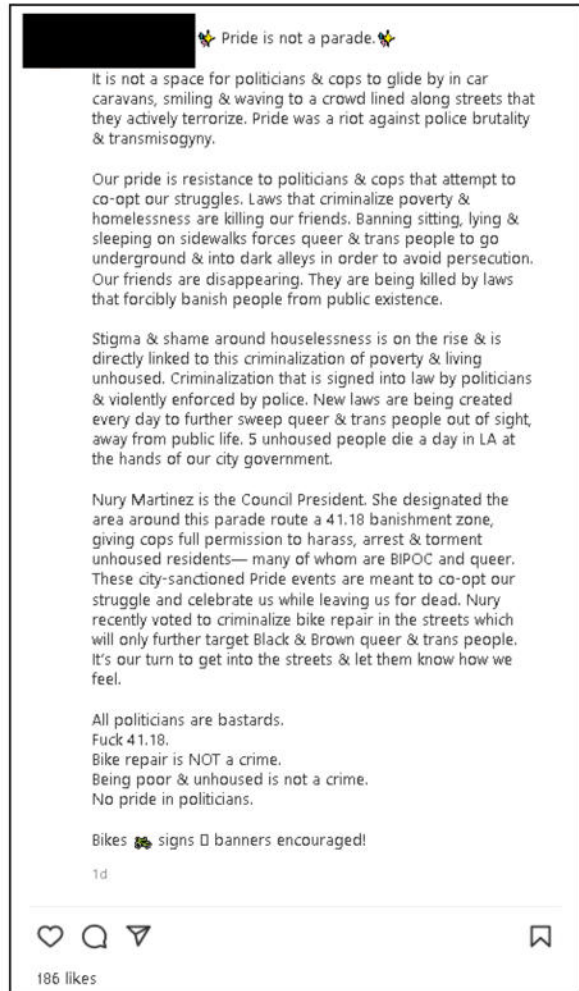 Pride is not a parade.
It is not a space for politicians & cops to glide by in car
caravans, smiling & waving to a crowd lined along streets that
they actively terrorize. Pride was a riot against police brutality
& transmisogyny.
Our pride is resistance to politicians & cops that attempt to
co-opt our struggles. Laws that criminalize poverty &
homelessness are killing our friends. Banning sitting, lying &
sleeping on sidewalks forces queer & trans people to go
underground & into dark alleys in order to avoid persecution.
Our friends are disappearing. They are being killed by laws
that forcibly banish people from public existence.
Stigma & shame around houselessness is on the rise & is
directly linked to this criminalization of poverty & living
unhoused. Criminalization that is signed into law by politicians
& violently enforced by police. New laws are being created
every day to further sweep queer & trans people out of sight,
away from public life. 5 unhoused people die a day in LA at
the hands of our city government.
Nury Martinez is the Council President. She designated the
area around this parade route a 41.18 banishment zone,
giving cops full permission to harass, arrest & torment
unhoused residents— many of whom are BIPOC and queer.
These city-sanctioned Pride events are meant to co-opt our
struggle and celebrate us while leaving us for dead. Nury
recently voted to criminalize bike repair in the streets which
will only further target Black & Brown queer & trans people.
It's our turn to get into the streets & let them know how we
feel.
All politicians are bastards.
Fuck 41.18.
Bike repair is NOT a crime.
Being poor & unhoused is not a crime.
No pride in politicians.
Bikes signs banners encouraged!
1d
186 likes